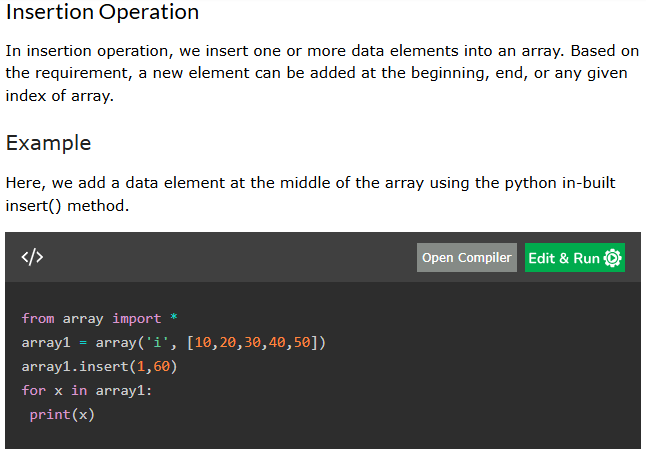 Insertion Operation
In insertion operation, we insert one or more data elements into an array. Based on
the requirement, a new element can be added at the beginning, end, or any given
index of array.
Example
Here, we add a data element at the middle of the array using the python in-built
insert() method.
</> Open Compiler Edit & Run
from array import *
array1 = array('i', [10,20,30,40,50])
array1.insert(1,60)
for x in array1:
 print(x)